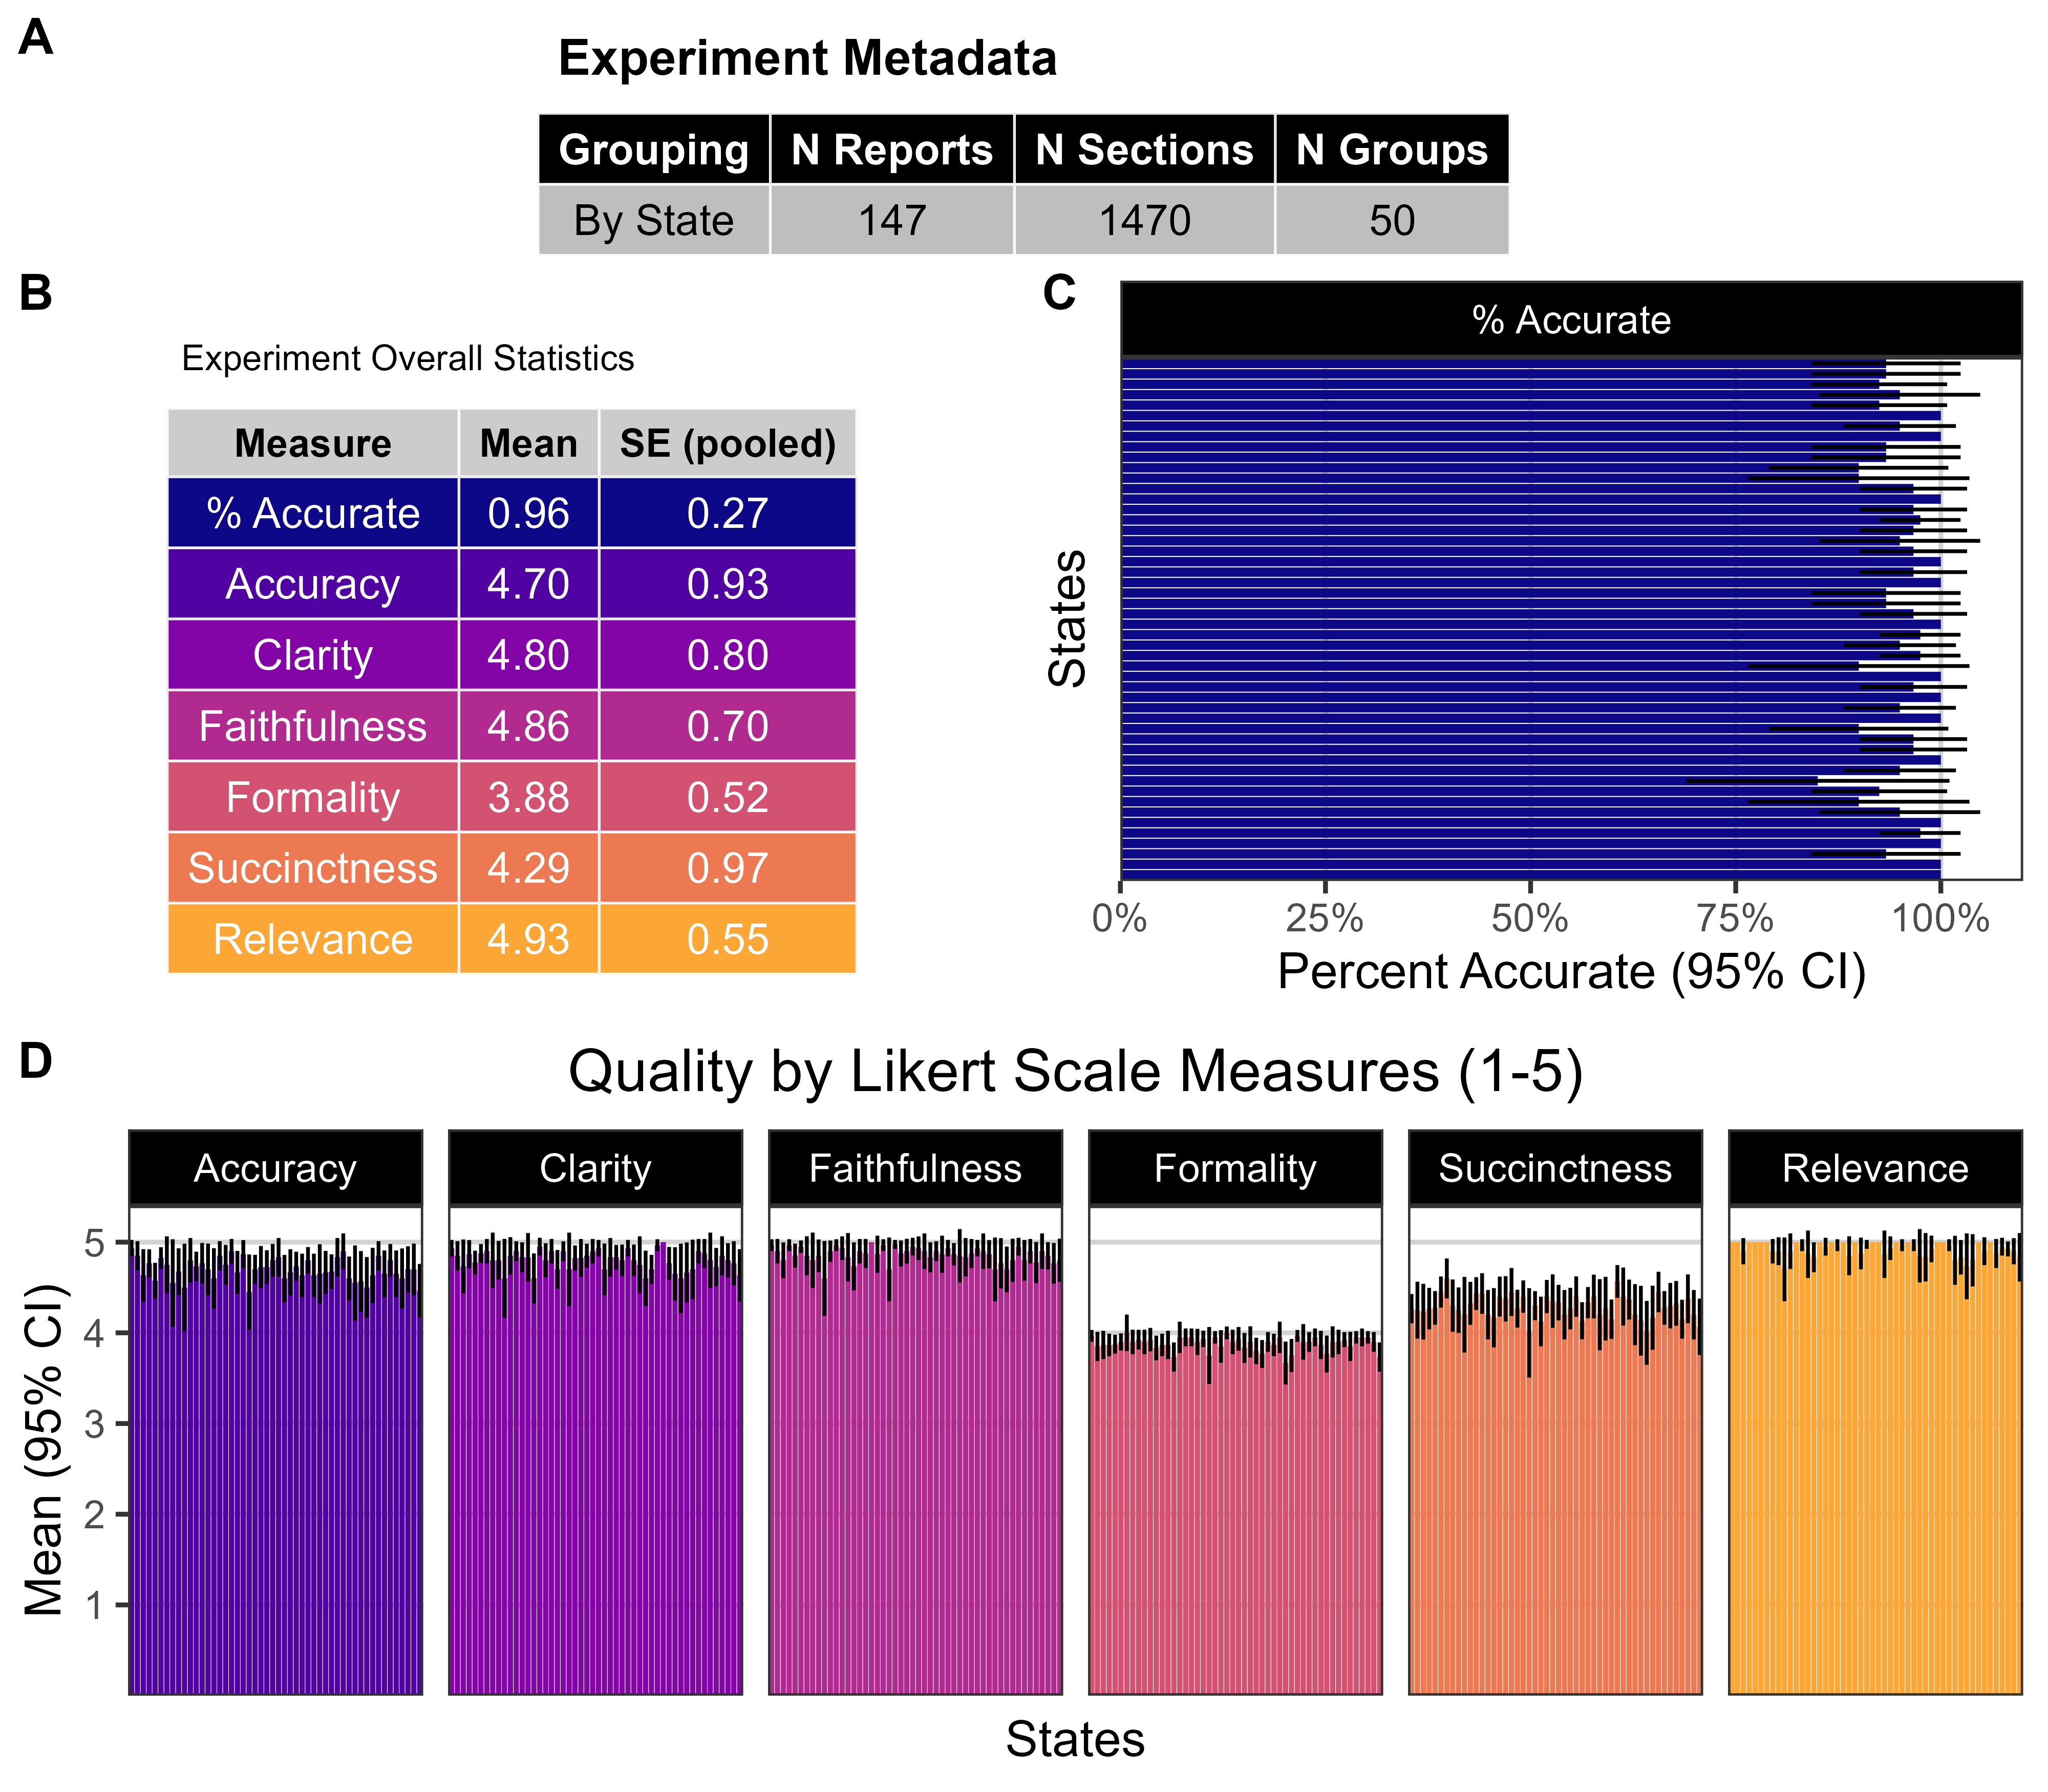 A
Experiment Metadata
Grouping N Reports N Sections N Groups
By State 147 1470 50
B
Experiment Overall Statistics
Measure Mean SE (pooled)
% Accurate 0.96 0.27
Accuracy 4.70 0.93
Clarity 4.80 0.80
Faithfulness 4.86 0.70
Formality 3.88 0.52
Succinctness 4.29 0.97
Relevance 4.93 0.55
C
% Accurate
States
0% 25% 50% 75% 100%
Percent Accurate (95% CI)
D
Quality by Likert Scale Measures (1-5)
Accuracy Clarity Faithfulness Formality Succinctness Relevance
Mean (95% CI)
5
4
3
2
1
States